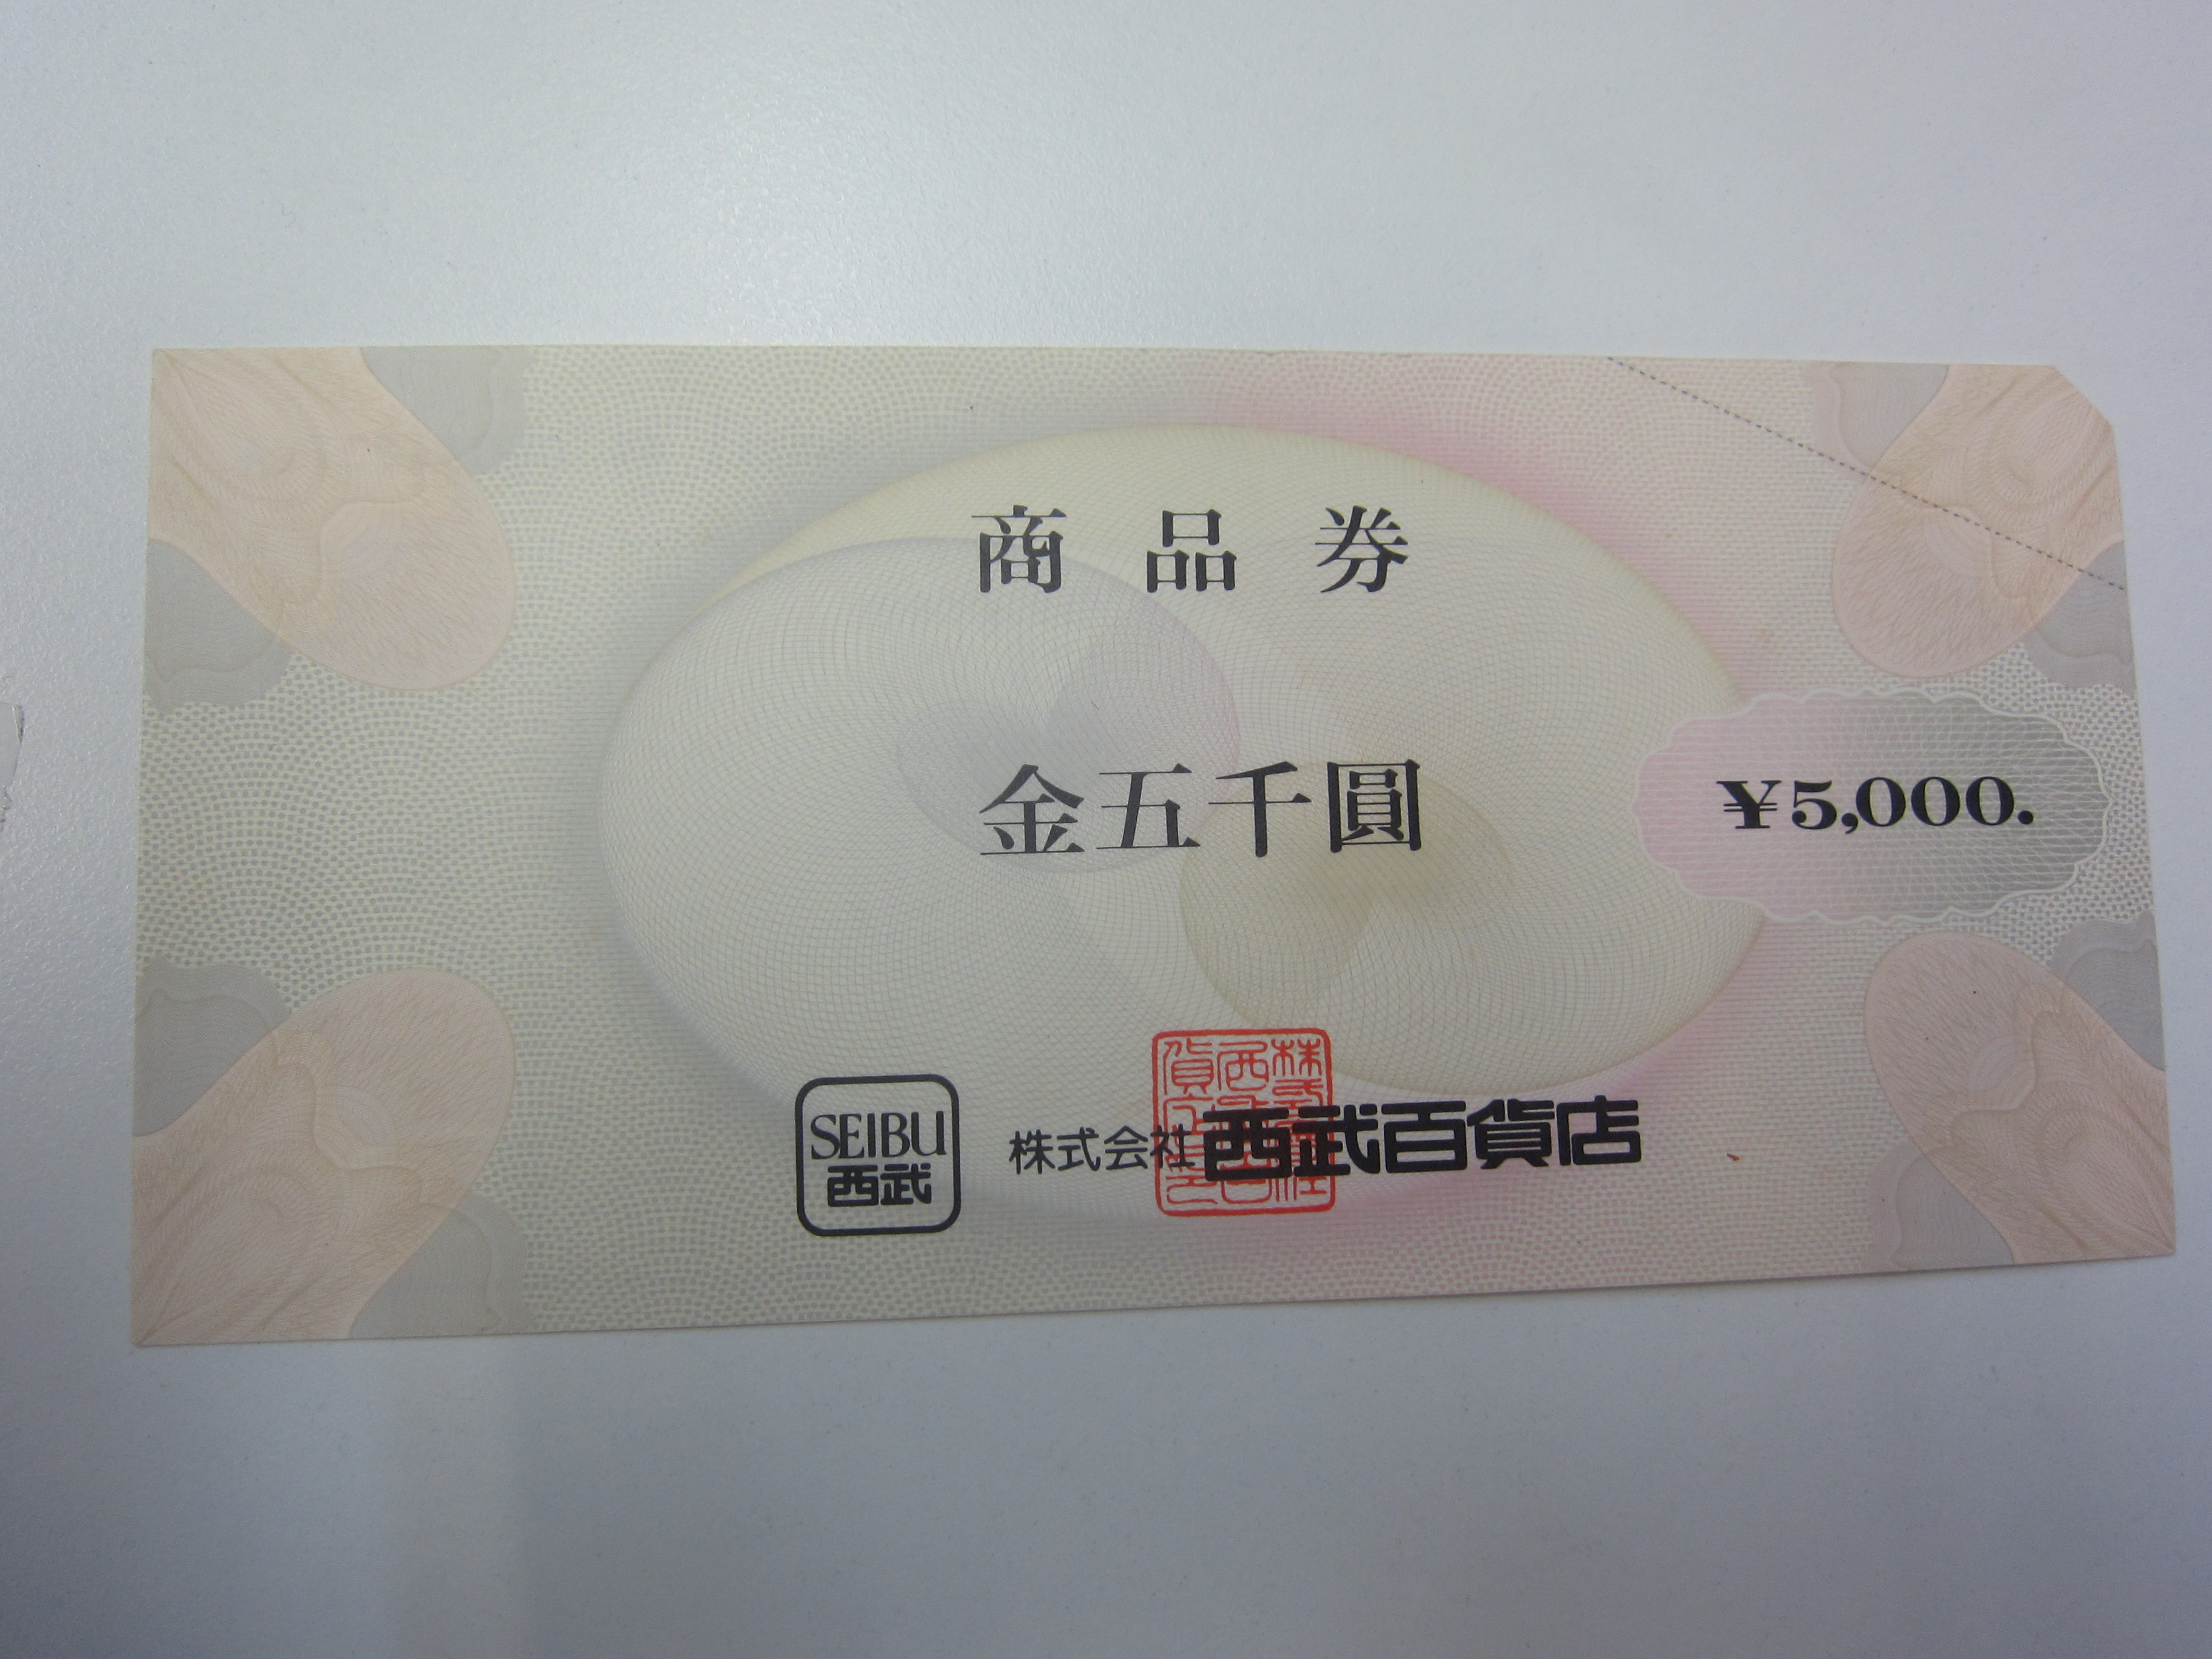 商品券
金五千圓
¥5,000.
SEIBU
西武
株式会社 西武百貨店